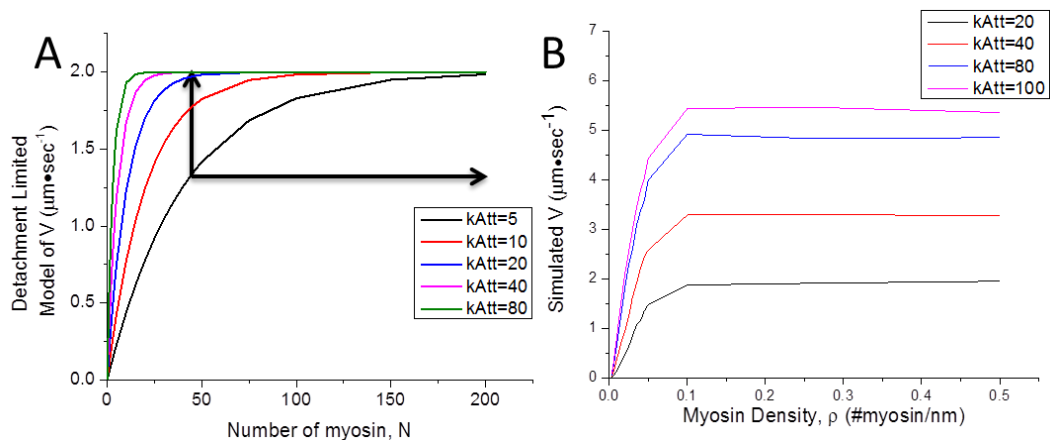 A
Detachment Limited
Model of V (µm•sec⁻¹)
2.0
1.5
1.0
0.5
0.0
0
50
100
150
200
Number of myosin, N
kAtt=5
kAtt=10
kAtt=20
kAtt=40
kAtt=80
B
Simulated V (µm•sec⁻¹)
7
6
5
4
3
2
1
0
0.0
0.1
0.2
0.3
0.4
0.5
Myosin Density, ρ (#myosin/nm)
kAtt=20
kAtt=40
kAtt=80
kAtt=100